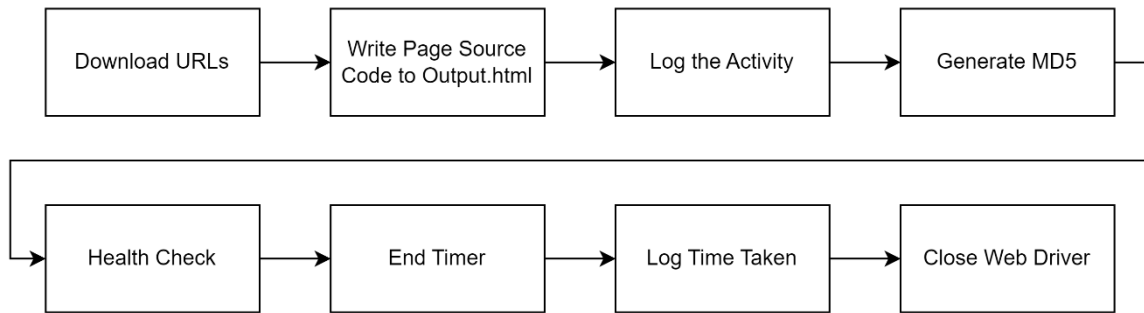 Download URLs
Write Page Source
Code to Output.html
Log the Activity
Generate MD5
Health Check
End Timer
Log Time Taken
Close Web Driver